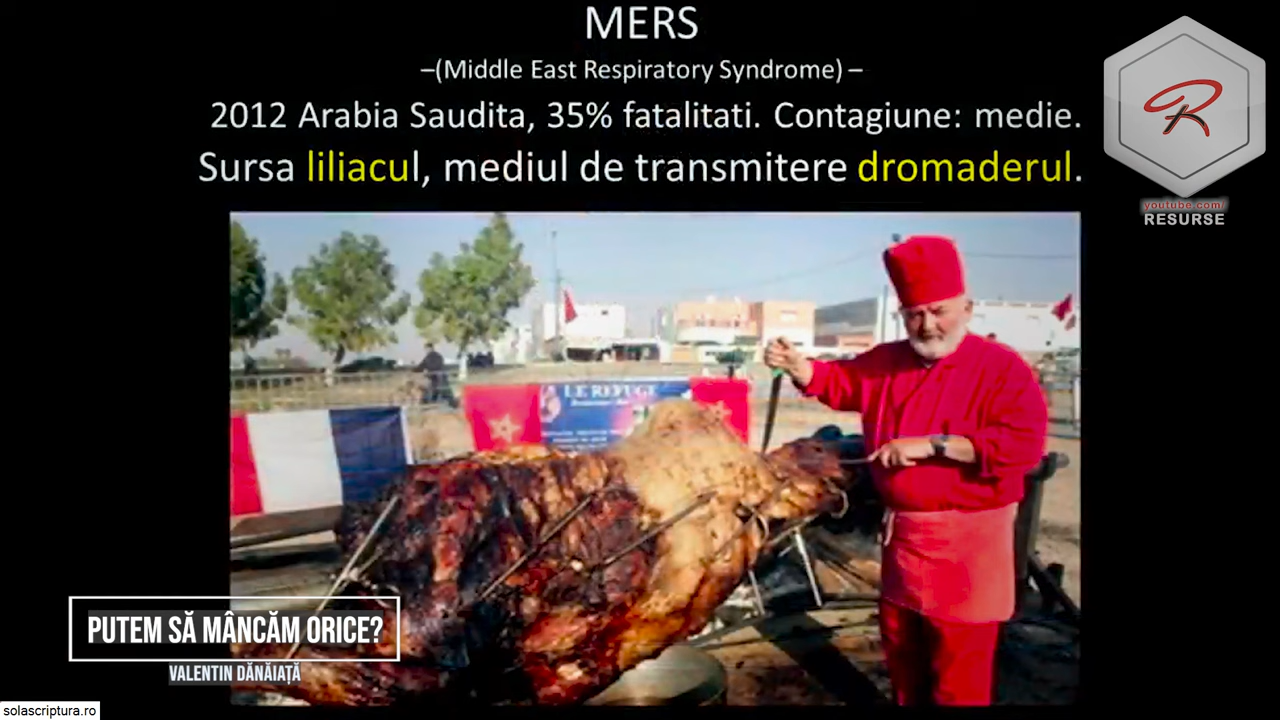 MERS
–(Middle East Respiratory Syndrome) –
2012 Arabia Saudita, 35% fatalitati. Contagiune: medie.
Sursa liliacul, mediul de transmitere dromaderul.
R
youtube.com/
RESURSE
LE REFUGE
PUTEM SĂ MÂNCĂM ORICE?
VALENTIN DĂNĂIAȚĂ
solascriptura.ro